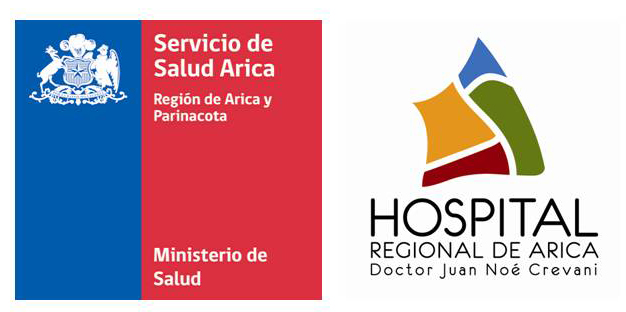 Servicio de
Salud Arica
Región de Arica y
Parinacota
Ministerio de
Salud
HOSPITAL
REGIONAL DE ARICA
Doctor Juan Noé Crevani